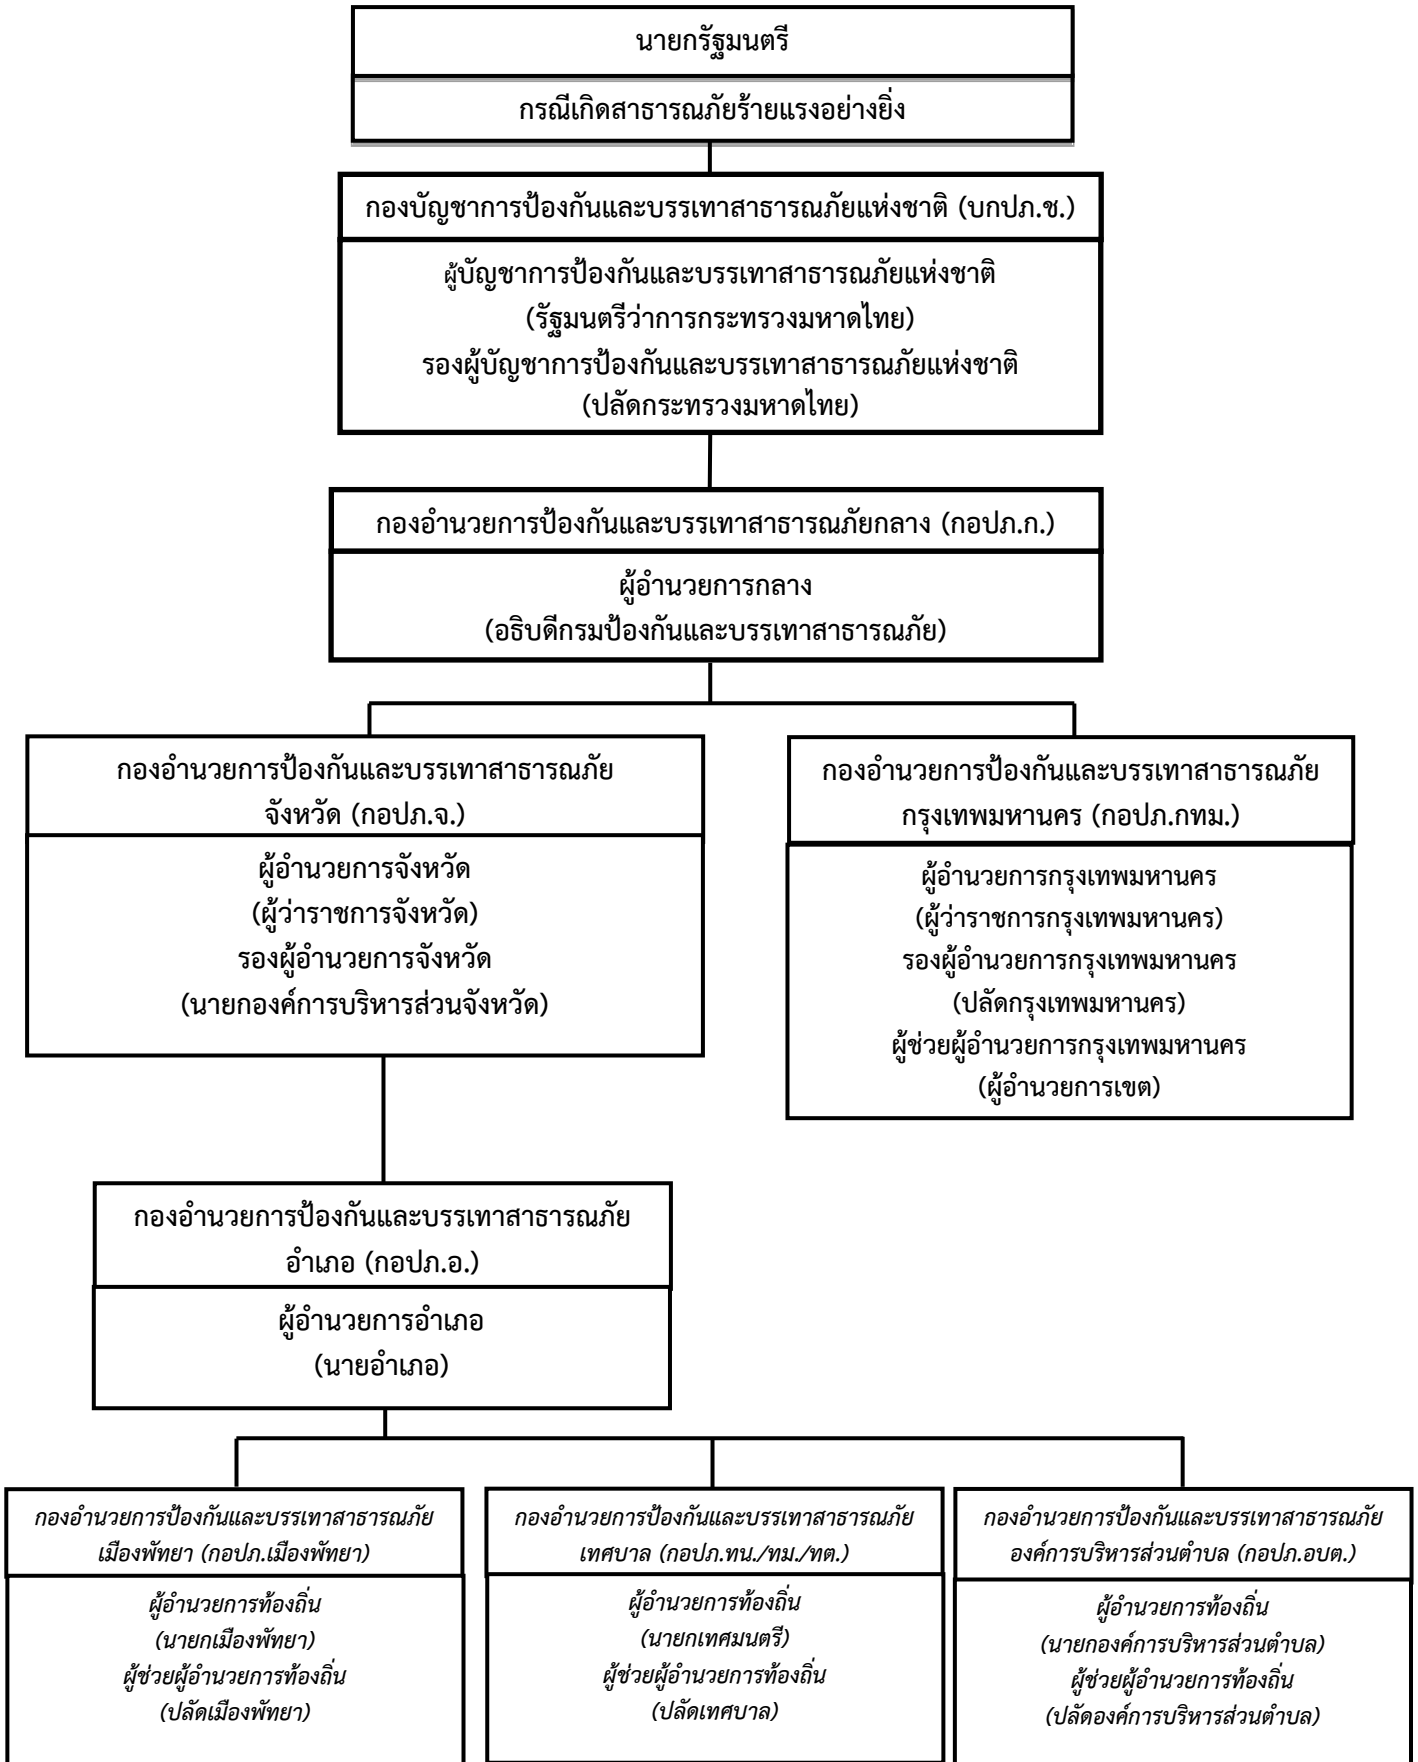 นายกรัฐมนตรี
กรณีเกิดสาธารณภัยร้ายแรงอย่างยิ่ง
กองบัญชาการป้องกันและบรรเทาสาธารณภัยแห่งชาติ (บกปภ.ช.)
ผู้บัญชาการป้องกันและบรรเทาสาธารณภัยแห่งชาติ
(รัฐมนตรีว่าการกระทรวงมหาดไทย)
รองผู้บัญชาการป้องกันและบรรเทาสาธารณภัยแห่งชาติ
(ปลัดกระทรวงมหาดไทย)
กองอำนวยการป้องกันและบรรเทาสาธารณภัยกลาง (กอปภ.ก.)
ผู้อำนวยการกลาง
(อธิบดีกรมป้องกันและบรรเทาสาธารณภัย)
กองอำนวยการป้องกันและบรรเทาสาธารณภัย
จังหวัด (กอปภ.จ.)
ผู้อำนวยการจังหวัด
(ผู้ว่าราชการจังหวัด)
รองผู้อำนวยการจังหวัด
(นายกองค์การบริหารส่วนจังหวัด)
กองอำนวยการป้องกันและบรรเทาสาธารณภัย
กรุงเทพมหานคร (กอปภ.กทม.)
ผู้อำนวยการกรุงเทพมหานคร
(ผู้ว่าราชการกรุงเทพมหานคร)
รองผู้อำนวยการกรุงเทพมหานคร
(ปลัดกรุงเทพมหานคร)
ผู้ช่วยผู้อำนวยการกรุงเทพมหานคร
(ผู้อำนวยการเขต)
กองอำนวยการป้องกันและบรรเทาสาธารณภัย
อำเภอ (กอปภ.อ.)
ผู้อำนวยการอำเภอ
(นายอำเภอ)
กองอำนวยการป้องกันและบรรเทาสาธารณภัย
เมืองพัทยา (กอปภ.เมืองพัทยา)
ผู้อำนวยการท้องถิ่น
(นายกเมืองพัทยา)
ผู้ช่วยผู้อำนวยการท้องถิ่น
(ปลัดเมืองพัทยา)
กองอำนวยการป้องกันและบรรเทาสาธารณภัย
เทศบาล (กอปภ.ทน./ทม./ทต.)
ผู้อำนวยการท้องถิ่น
(นายกเทศมนตรี)
ผู้ช่วยผู้อำนวยการท้องถิ่น
(ปลัดเทศบาล)
กองอำนวยการป้องกันและบรรเทาสาธารณภัย
องค์การบริหารส่วนตำบล (กอปภ.อบต.)
ผู้อำนวยการท้องถิ่น
(นายกองค์การบริหารส่วนตำบล)
ผู้ช่วยผู้อำนวยการท้องถิ่น
(ปลัดองค์การบริหารส่วนตำบล)